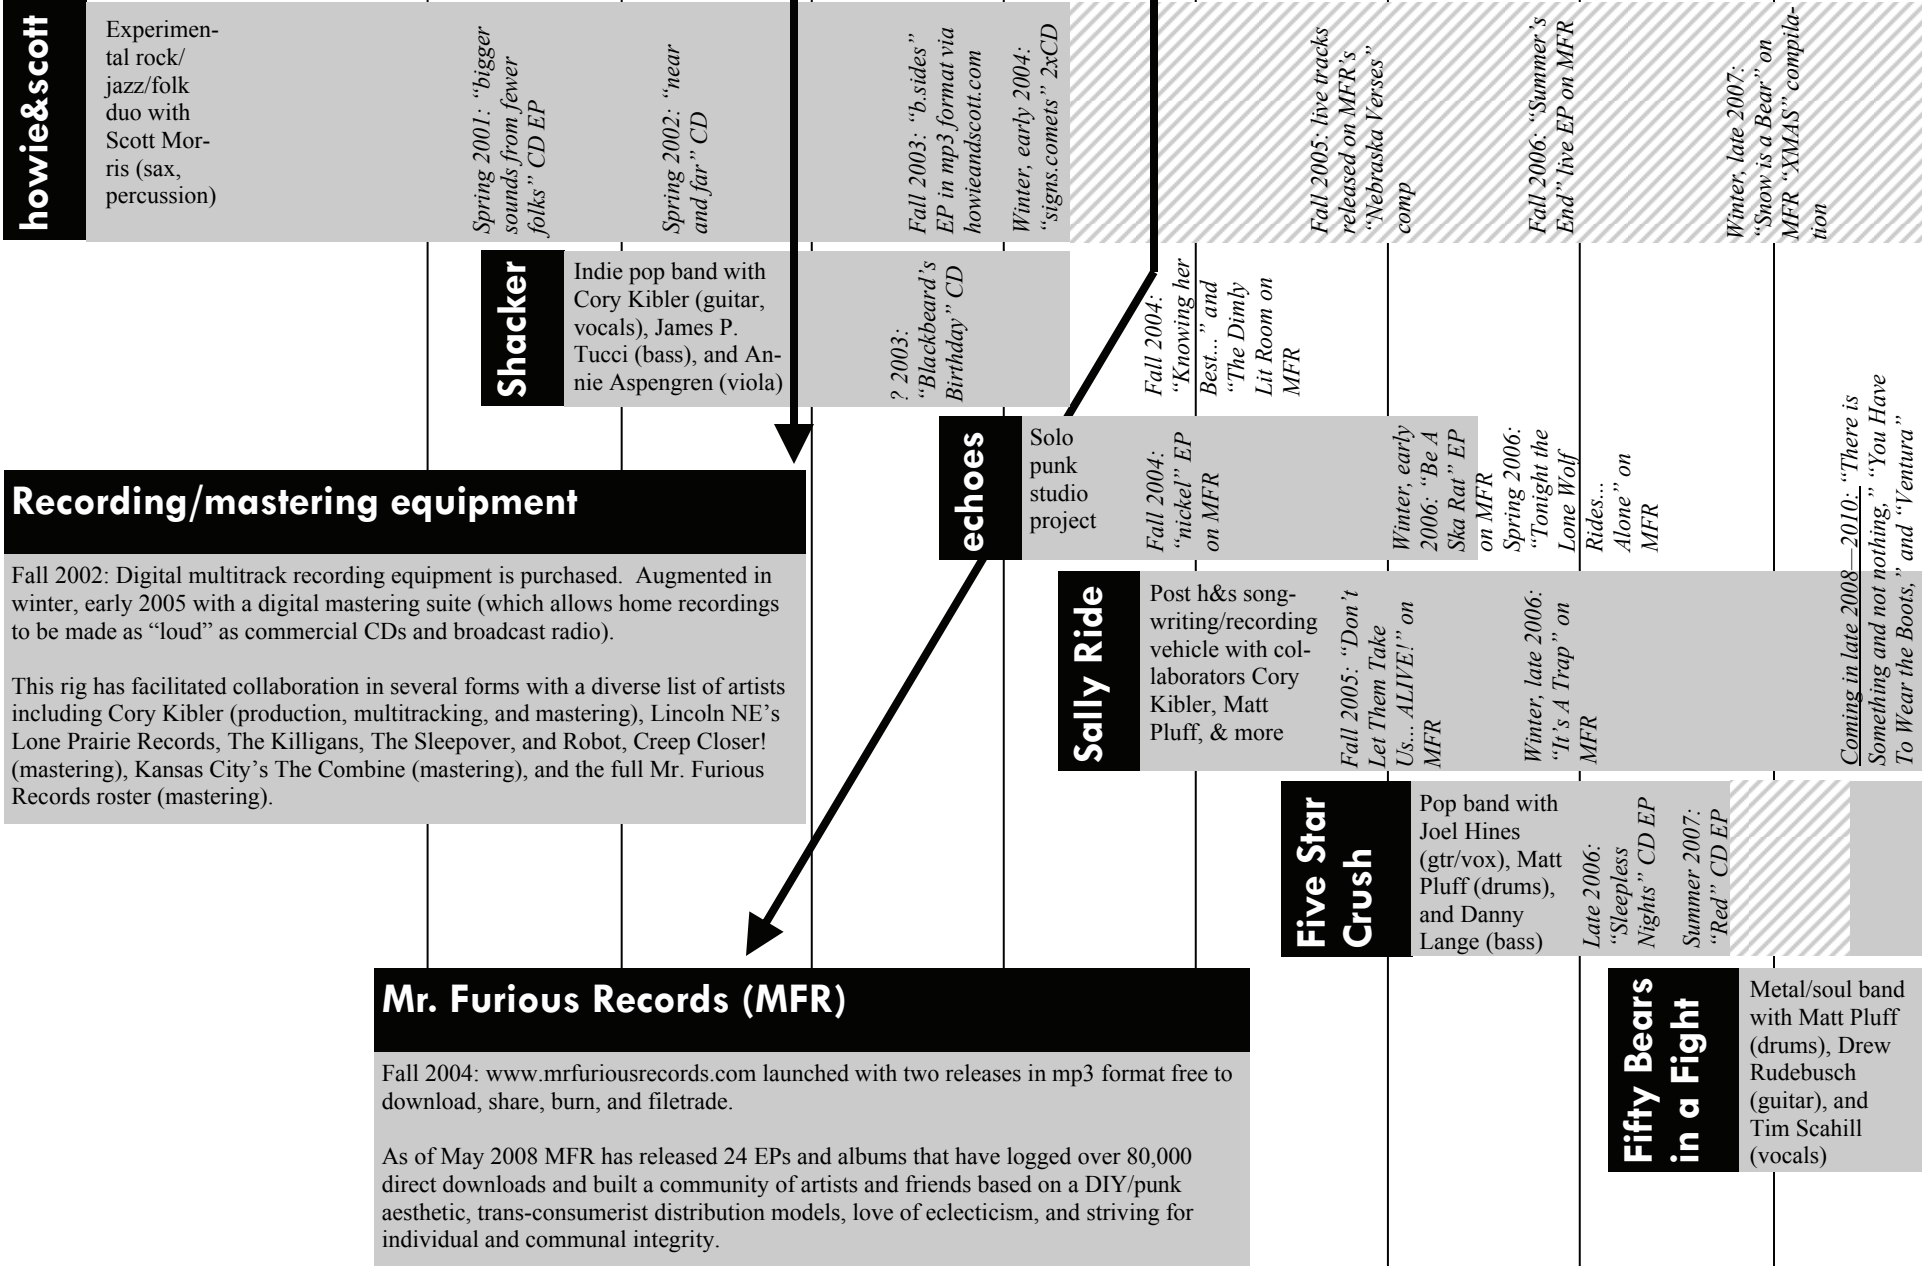 howie&scott
Experimen-
tal rock/
jazz/folk
duo with
Scott Mor-
ris (sax,
percussion)
Spring 2001: “bigger
sounds from fewer
folks” CD EP
Spring 2002: “near
and far” CD
Fall 2003: “b.sides”
EP in mp3 format via
howieandscott.com
Winter, early 2004:
“signs.comets” 2xCD
Fall 2005: live tracks
released on MFR’s
“Nebraska Verses”
comp
Fall 2006: “Summer’s
End” live EP on MFR
Winter, late 2007:
“Snow is a Bear” on
MFR “XMAS” compila-
tion
Shacker
Indie pop band with
Cory Kibler (guitar,
vocals), James P.
Tucci (bass), and An-
nie Aspengren (viola)
? 2003:
“Blackbeard’s
Birthday” CD
Fall 2004:
“Knowing her
Best...” and
“The Dimly
Lit Room on
MFR
echoes
Solo
punk
studio
project
Fall 2004:
“nickel” EP
on MFR
Winter, early
2006: “Be A
Ska Rat” EP
on MFR
Spring 2006:
“Tonight the
Lone Wolf
Rides...
Alone” on
MFR
Recording/mastering equipment
Fall 2002: Digital multitrack recording equipment is purchased.  Augmented in
winter, early 2005 with a digital mastering suite (which allows home recordings
to be made as “loud” as commercial CDs and broadcast radio).
This rig has facilitated collaboration in several forms with a diverse list of artists
including Cory Kibler (production, multitracking, and mastering), Lincoln NE’s
Lone Prairie Records, The Killigans, The Sleepover, and Robot, Creep Closer!
(mastering), Kansas City’s The Combine (mastering), and the full Mr. Furious
Records roster (mastering).
Sally Ride
Post h&s song-
writing/recording
vehicle with col-
laborators Cory
Kibler, Matt
Pluff, & more
Fall 2005: “Don’t
Let Them Take
Us... ALIVE!” on
MFR
Winter, late 2006:
“It’s A Trap” on
MFR
Coming in late 2008—2010: “There is
Something and not nothing,” “You Have
To Wear the Boots,” and “Ventura”
Five Star
Crush
Pop band with
Joel Hines
(gtr/vox), Matt
Pluff (drums),
and Danny
Lange (bass)
Late 2006:
“Sleepless
Nights” CD EP
Summer 2007:
“Red” CD EP
Mr. Furious Records (MFR)
Fall 2004: www.mrfuriousrecords.com launched with two releases in mp3 format free to
download, share, burn, and filetrade.
As of May 2008 MFR has released 24 EPs and albums that have logged over 80,000
direct downloads and built a community of artists and friends based on a DIY/punk
aesthetic, trans-consumerist distribution models, love of eclecticism, and striving for
individual and communal integrity.
Fifty Bears
in a Fight
Metal/soul band
with Matt Pluff
(drums), Drew
Rudebusch
(guitar), and
Tim Scahill
(vocals)